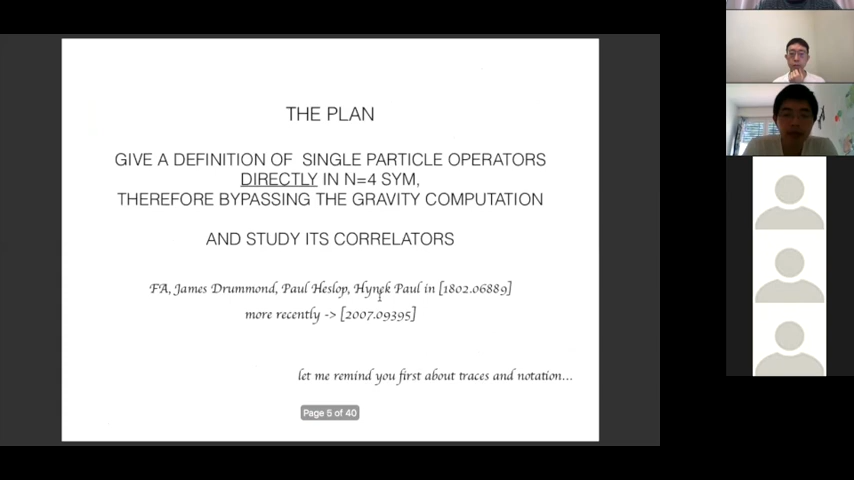 THE PLAN
GIVE A DEFINITION OF SINGLE PARTICLE OPERATORS
DIRECTLY IN N=4 SYM,
THEREFORE BYPASSING THE GRAVITY COMPUTATION
AND STUDY ITS CORRELATORS
FA, James Drummond, Paul Heslop, Hynek Paul in [1802.06889]
more recently -> [2007.09395]
let me remind you first about traces and notation...
Page 5 of 40